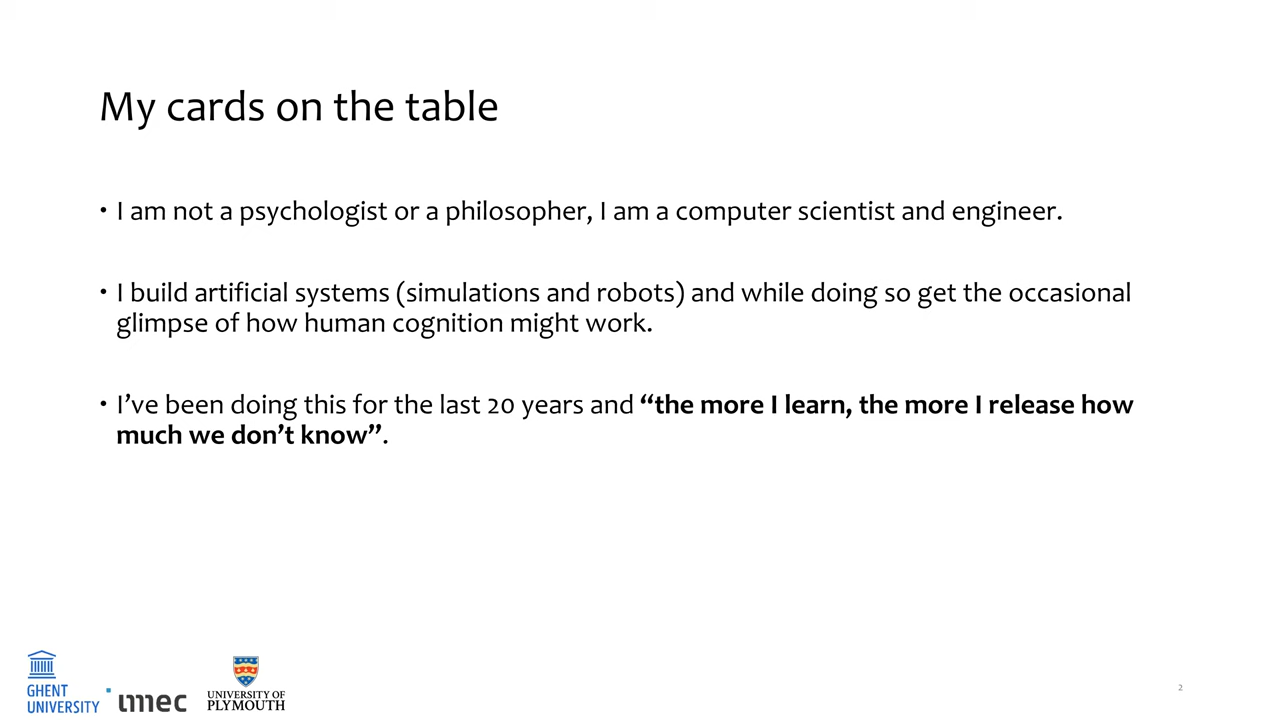 My cards on the table
• I am not a psychologist or a philosopher, I am a computer scientist and engineer.
• I build artificial systems (simulations and robots) and while doing so get the occasional
glimpse of how human cognition might work.
• I’ve been doing this for the last 20 years and “the more I learn, the more I release how
much we don’t know”.
GHENT
UNIVERSITY
imec
UNIVERSITY OF
PLYMOUTH
2